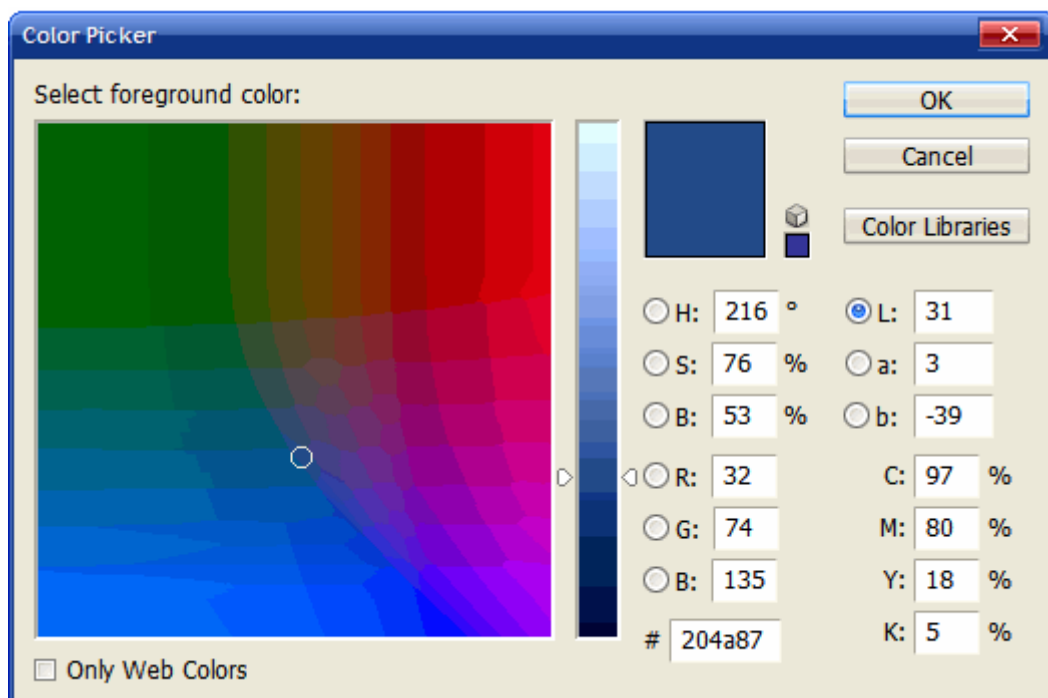 Color Picker
Select foreground color:
OK
Cancel
Color Libraries
H: 216 °
L: 31
S: 76 %
a: 3
B: 53 %
b: -39
R: 32
C: 97 %
G: 74
M: 80 %
B: 135
Y: 18 %
# 204a87
K: 5 %
Only Web Colors